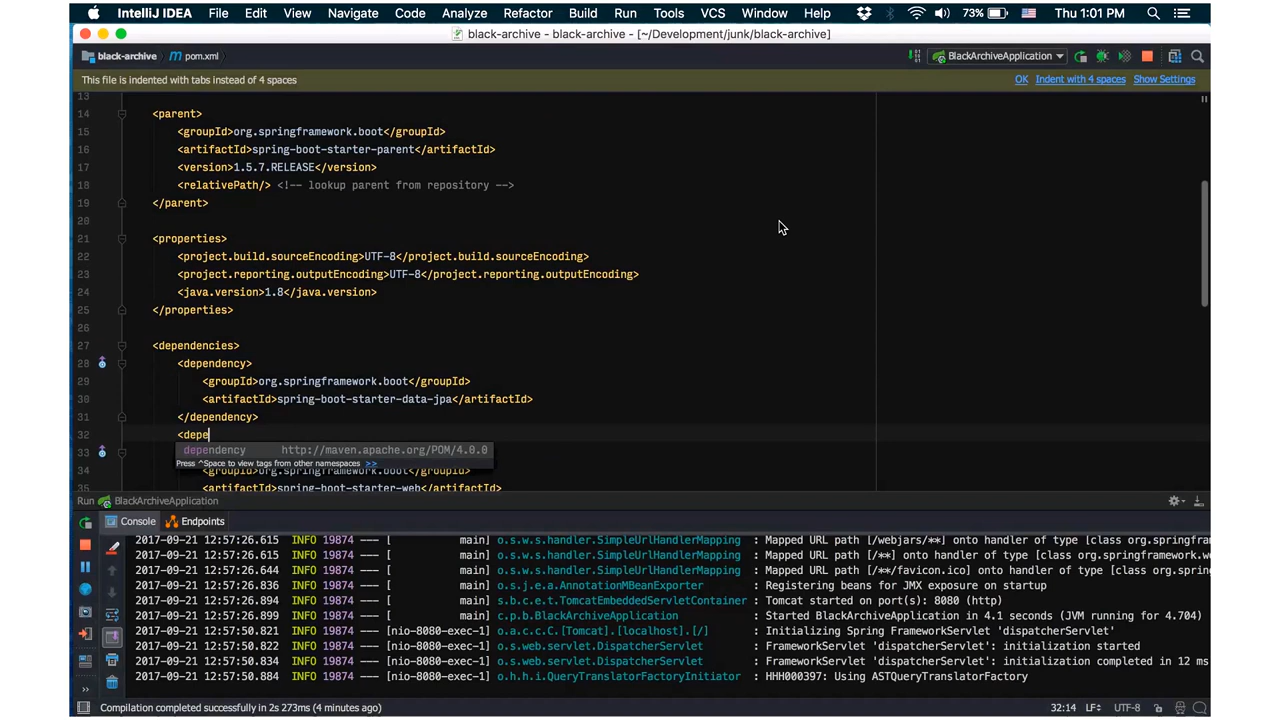 IntelliJ IDEA File Edit View Navigate Code Analyze Refactor Build Run Tools VCS Window Help 73% Thu 1:01 PM
black-archive - black-archive - [~/Development/junk/black-archive]
black-archive pom.xml BlackArchiveApplication
This file is indented with tabs instead of 4 spaces OK Indent with 4 spaces Show Settings
13
14 <parent>
15 <groupId>org.springframework.boot</groupId>
16 <artifactId>spring-boot-starter-parent</artifactId>
17 <version>1.5.7.RELEASE</version>
18 <relativePath/> <!-- lookup parent from repository -->
19 </parent>
20
21 <properties>
22 <project.build.sourceEncoding>UTF-8</project.build.sourceEncoding>
23 <project.reporting.outputEncoding>UTF-8</project.reporting.outputEncoding>
24 <java.version>1.8</java.version>
25 </properties>
26
27 <dependencies>
28 <dependency>
29 <groupId>org.springframework.boot</groupId>
30 <artifactId>spring-boot-starter-data-jpa</artifactId>
31 </dependency>
32 <depe
dependency http://maven.apache.org/POM/4.0.0
33
Press ^Space to view tags from other namespaces >>
34 <groupId>org.springframework.boot</groupId>
35 <artifactId>spring-boot-starter-web</artifactId>
Run BlackArchiveApplication
Console Endpoints
2017-09-21 12:57:26.615 INFO 19874 --- [ main] o.s.w.s.handler.SimpleUrlHandlerMapping : Mapped URL path [/webjars/**] onto handler of type [class org.springframework
2017-09-21 12:57:26.615 INFO 19874 --- [ main] o.s.w.s.handler.SimpleUrlHandlerMapping : Mapped URL path [/**] onto handler of type [class org.springframework.we
2017-09-21 12:57:26.644 INFO 19874 --- [ main] o.s.w.s.handler.SimpleUrlHandlerMapping : Mapped URL path [/**/favicon.ico] onto handler of type [class org.spring
2017-09-21 12:57:26.836 INFO 19874 --- [ main] o.s.j.e.a.AnnotationMBeanExporter : Registering beans for JMX exposure on startup
2017-09-21 12:57:26.894 INFO 19874 --- [ main] s.b.c.e.t.TomcatEmbeddedServletContainer : Tomcat started on port(s): 8080 (http)
2017-09-21 12:57:26.899 INFO 19874 --- [ main] c.p.b.BlackArchiveApplication : Started BlackArchiveApplication in 4.1 seconds (JVM running for 4.704)
2017-09-21 12:57:50.821 INFO 19874 --- [nio-8080-exec-1] o.a.c.c.C.[Tomcat].[localhost].[/] : Initializing Spring FrameworkServlet 'dispatcherServlet'
2017-09-21 12:57:50.822 INFO 19874 --- [nio-8080-exec-1] o.s.web.servlet.DispatcherServlet : FrameworkServlet 'dispatcherServlet': initialization started
2017-09-21 12:57:50.834 INFO 19874 --- [nio-8080-exec-1] o.s.web.servlet.DispatcherServlet : FrameworkServlet 'dispatcherServlet': initialization completed in 12 ms
2017-09-21 12:57:50.884 INFO 19874 --- [nio-8080-exec-1] o.h.h.i.QueryTranslatorFactoryInitiator : HHH000397: Using ASTQueryTranslatorFactory
Compilation completed successfully in 2s 273ms (4 minutes ago) 32:14 LF÷ UTF-8